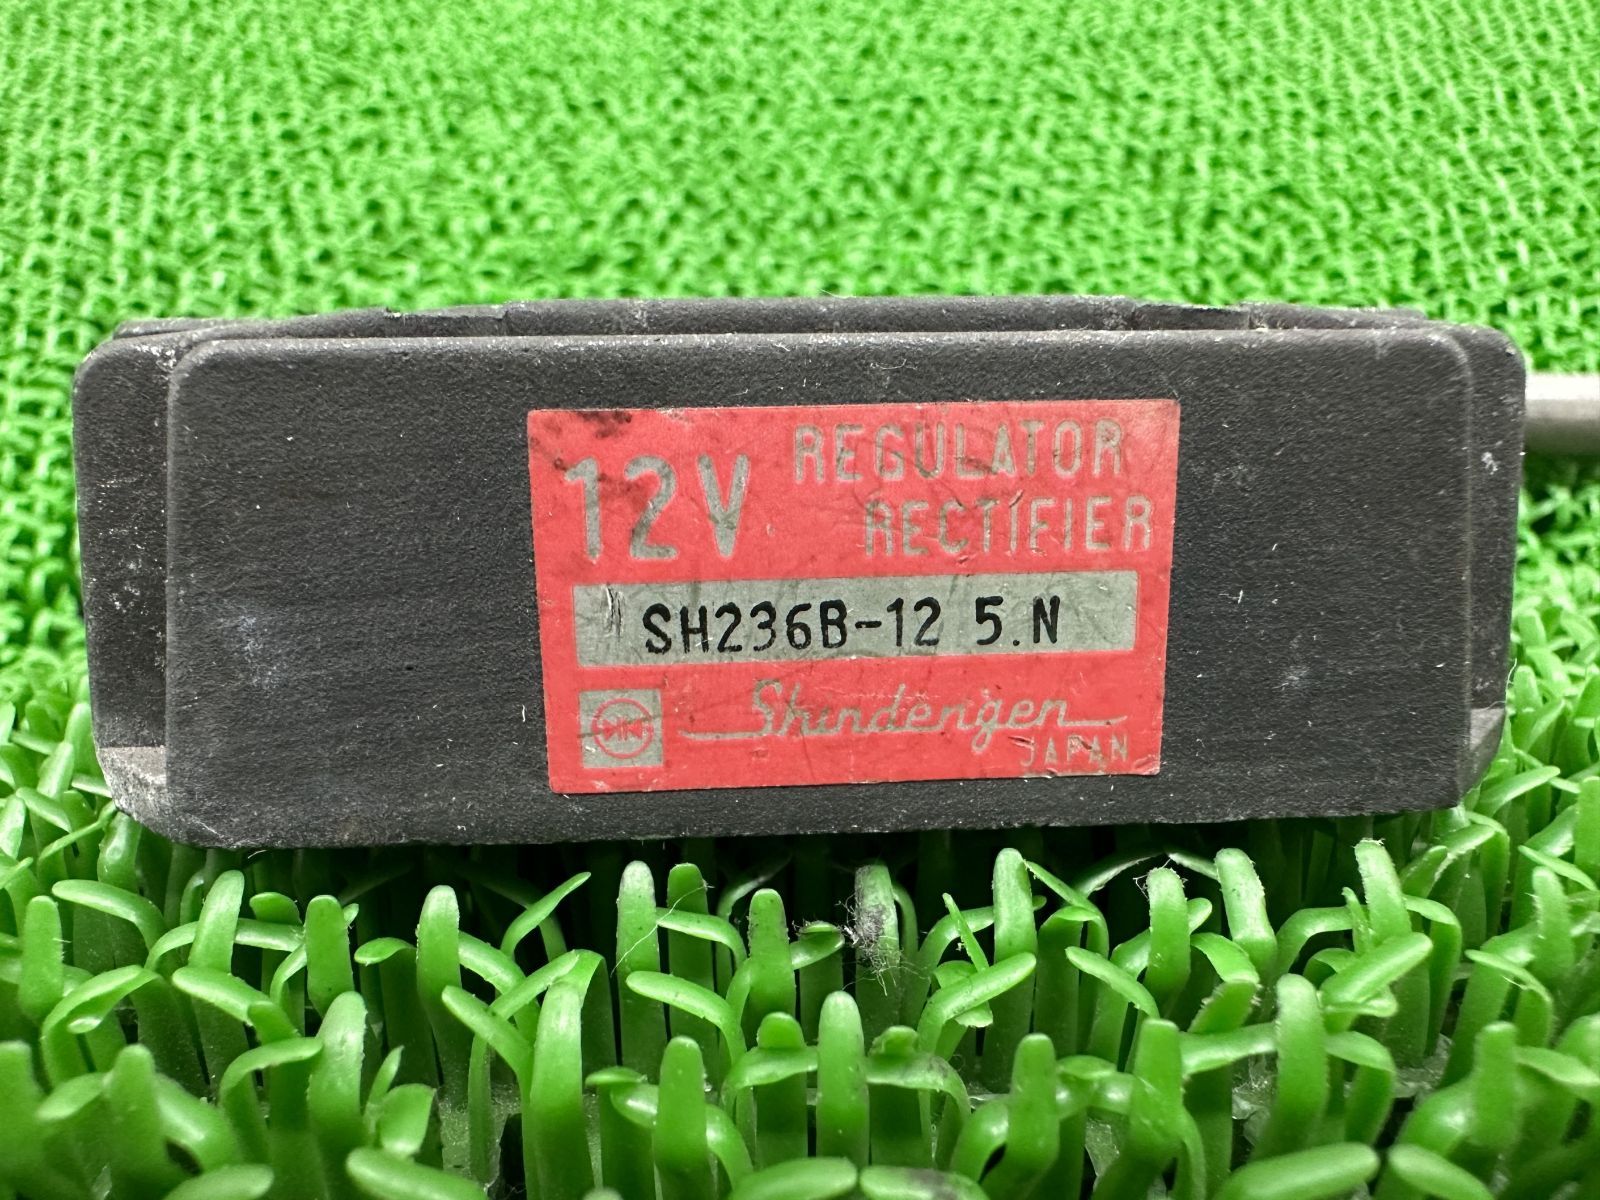 12V REGULATOR
RECTIFIER
SH236B-12 5.N
Shindengen
JAPAN